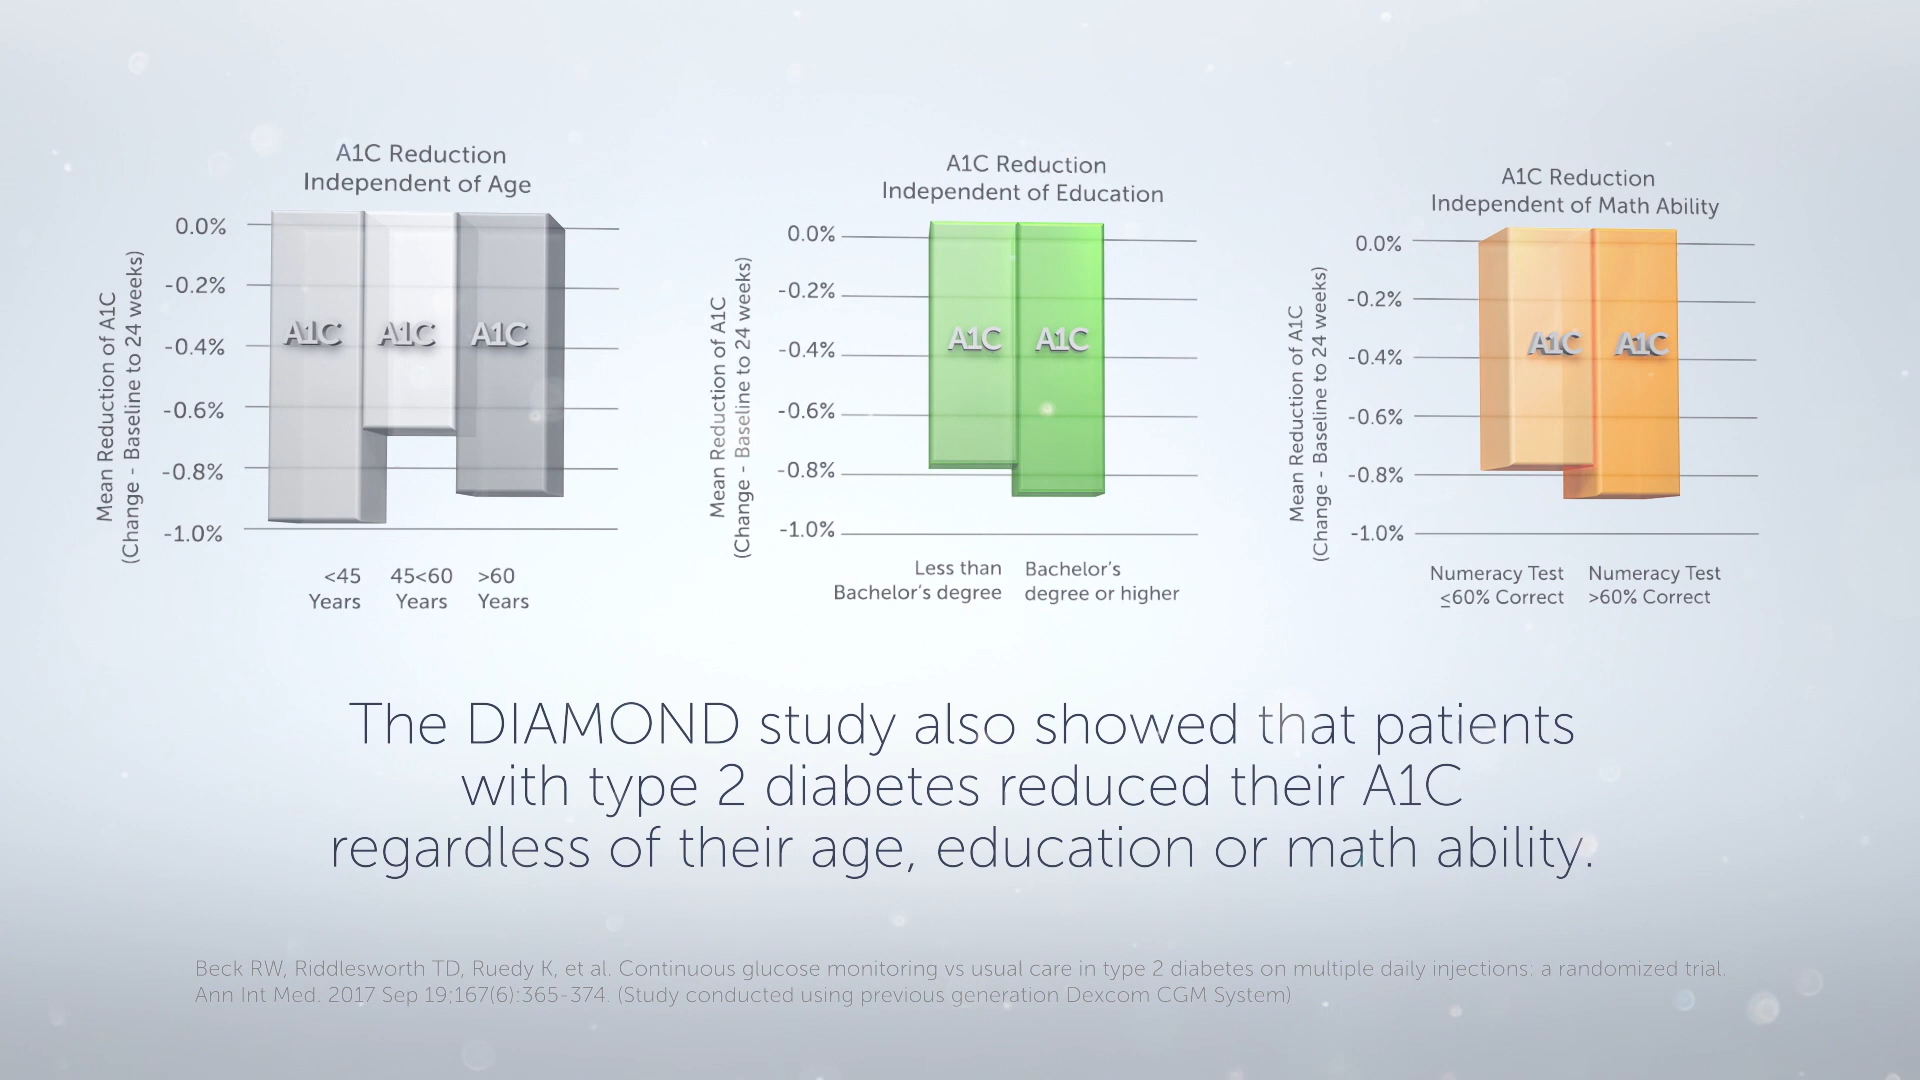 A1C Reduction
Independent of Age
Mean Reduction of A1C
(Change - Baseline to 24 weeks)
0.0%
-0.2%
-0.4%
-0.6%
-0.8%
-1.0%
A1C A1C A1C
<45 45<60 >60
Years Years Years
A1C Reduction
Independent of Education
Mean Reduction of A1C
(Change - Baseline to 24 weeks)
0.0%
-0.2%
-0.4%
-0.6%
-0.8%
-1.0%
A1C A1C
Less than Bachelor's
Bachelor's degree degree or higher
A1C Reduction
Independent of Math Ability
Mean Reduction of A1C
(Change - Baseline to 24 weeks)
0.0%
-0.2%
-0.4%
-0.6%
-0.8%
-1.0%
A1C A1C
Numeracy Test Numeracy Test
≤60% Correct >60% Correct
The DIAMOND study also showed that patients
with type 2 diabetes reduced their A1C
regardless of their age, education or math ability.
Beck RW, Riddlesworth TD, Ruedy K, et al. Continuous glucose monitoring vs usual care in type 2 diabetes on multiple daily injections: a randomized trial.
Ann Int Med. 2017 Sep 19;167(6):365-374. (Study conducted using previous generation Dexcom CGM System)